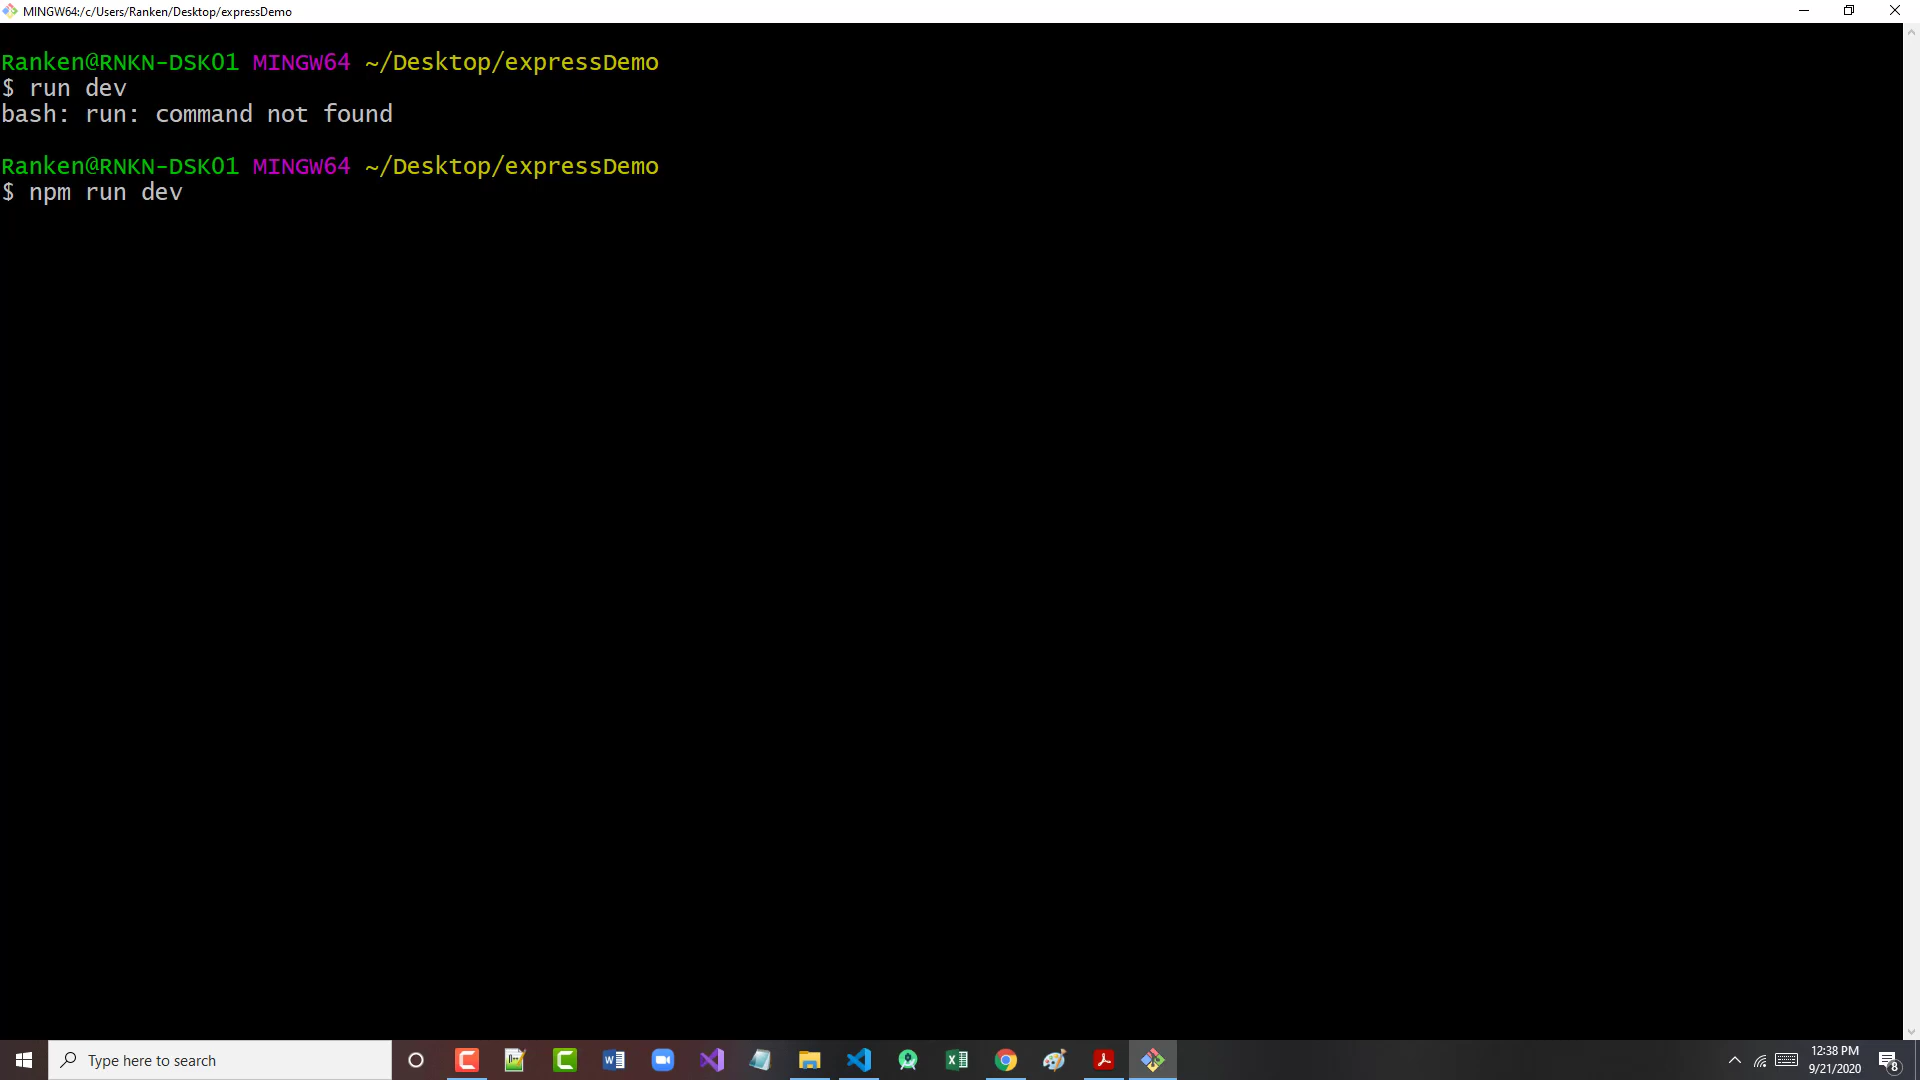 MINGW64:/c/Users/Ranken/Desktop/expressDemo
Ranken@RNKN-DSK01 MINGW64 ~/Desktop/expressDemo
$ run dev
bash: run: command not found
Ranken@RNKN-DSK01 MINGW64 ~/Desktop/expressDemo
$ npm run dev
Type here to search
12:38 PM
9/21/2020
8